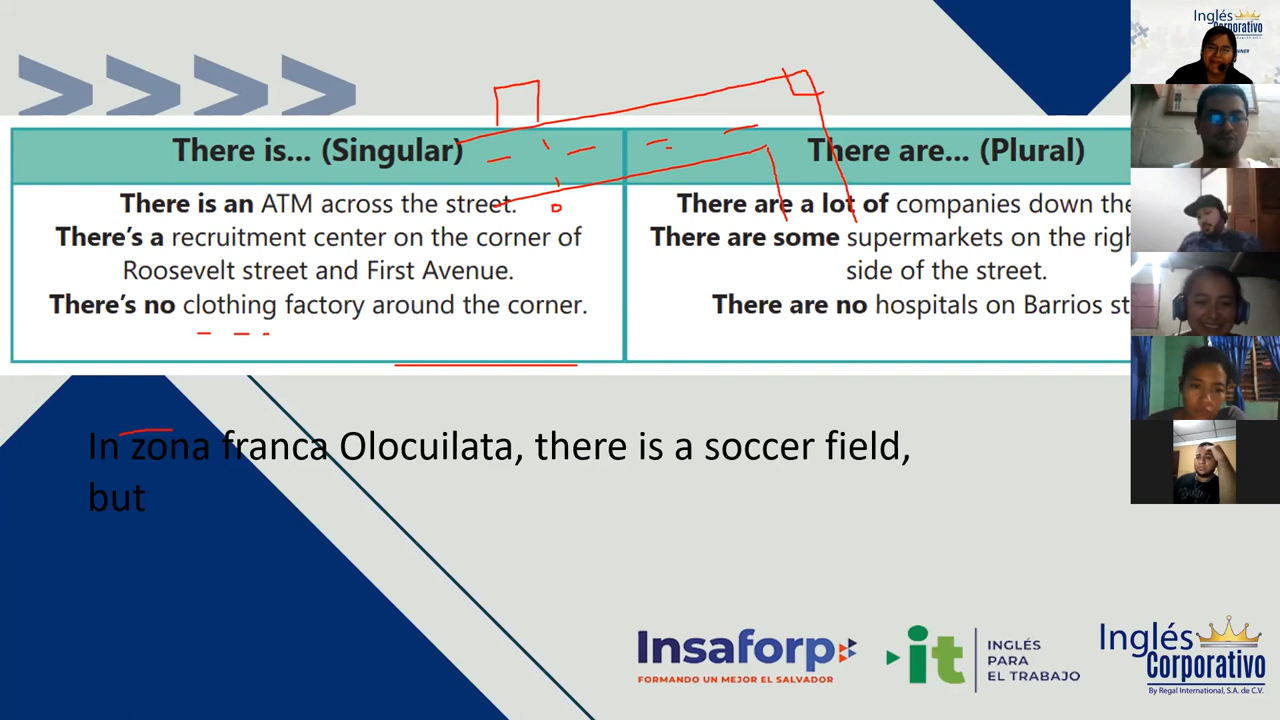 Inglés
Corporativo
There is... (Singular)
There are... (Plural)
There is an ATM across the street.
There's a recruitment center on the corner of
Roosevelt street and First Avenue.
There's no clothing factory around the corner.
There are a lot of companies down the
There are some supermarkets on the righ
side of the street.
There are no hospitals on Barrios st
In zona franca Olocuilata, there is a soccer field,
but
Insaforp
FORMANDO UN MEJOR EL SALVADOR
it
INGLÉS
PARA
EL TRABAJO
Inglés
Corporativo
By Regal International, S.A. de C.V.